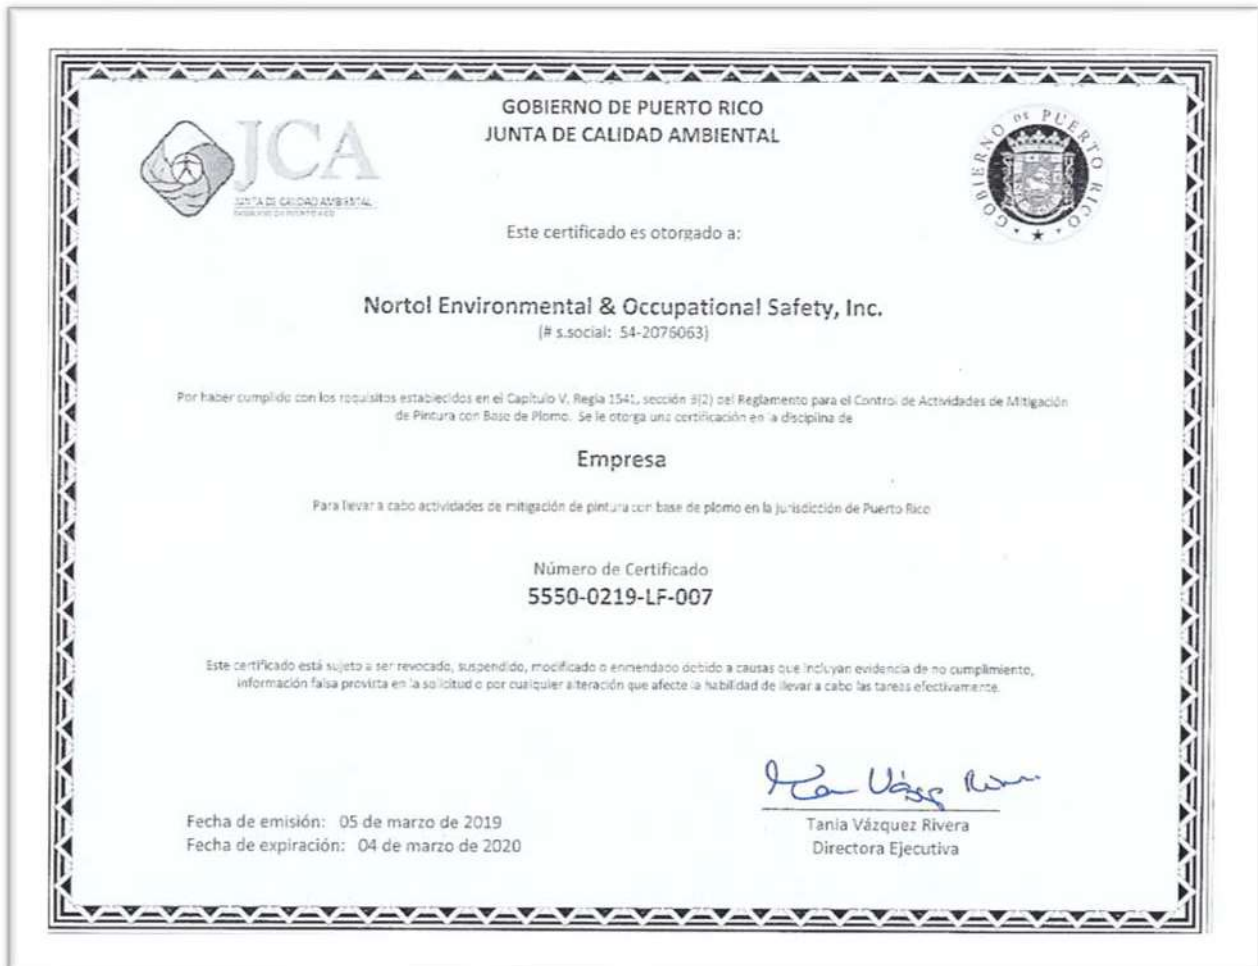 GOBIERNO DE PUERTO RICO
JUNTA DE CALIDAD AMBIENTAL
JCA
JUNTA DE CALIDAD AMBIENTAL
GOBIERNO DE PUERTO RICO
GOBIERNO DE PUERTO RICO
Este certificado es otorgado a:
Nortol Environmental & Occupational Safety, Inc.
(# s.social: 54-2076063)
Por haber cumplido con los requisitos establecidos en el Capítulo V, Regla 1541, sección 3(2) del Reglamento para el Control de Actividades de Mitigación
de Pintura con Base de Plomo. Se le otorga una certificación en la disciplina de
Empresa
Para llevar a cabo actividades de mitigación de pintura con base de plomo en la jurisdicción de Puerto Rico
Número de Certificado
5550-0219-LF-007
Este certificado está sujeto a ser revocado, suspendido, modificado o enmendado debido a causas que incluyan evidencia de no cumplimiento,
información falsa provista en la solicitud o por cualquier alteración que afecte la habilidad de llevar a cabo las tareas efectivamente.
Fecha de emisión: 05 de marzo de 2019
Fecha de expiración: 04 de marzo de 2020
Tania Vázquez Rivera
Directora Ejecutiva